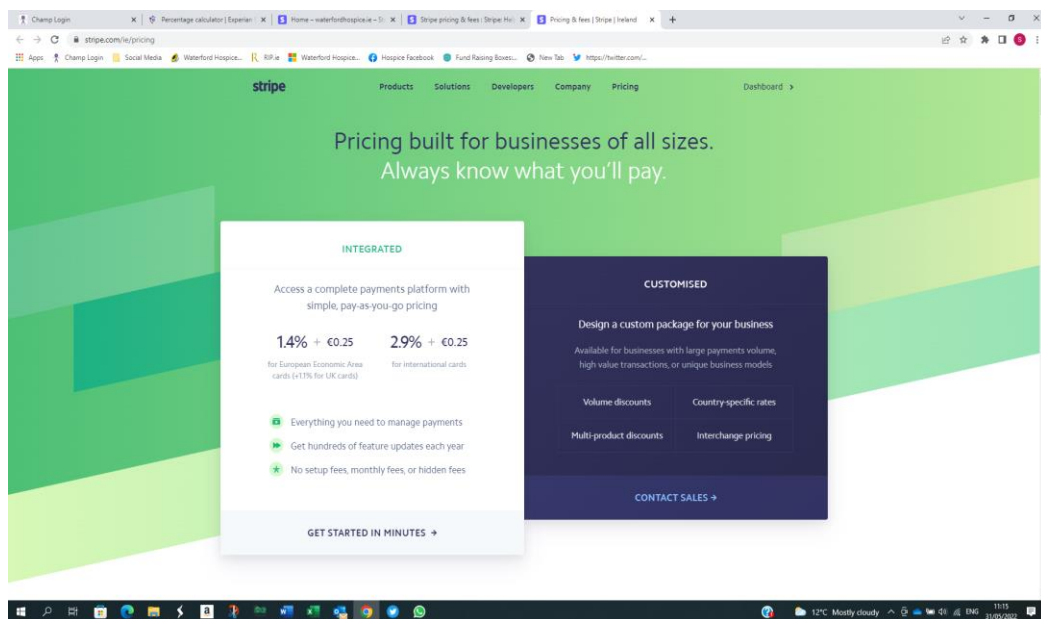 Champ Login
Percentage calculator | Experian
Home – waterfordhospice.ie – St
Stripe pricing & fees : Stripe: Hel
Pricing & fees | Stripe | Ireland
stripe.com/ie/pricing
Apps
Champ Login
Social Media
Waterford Hospice...
RIP.ie
Waterford Hospice...
Hospice Facebook
Fund Raising Boxes:...
New Tab
https://twitter.com/...
stripe
Products
Solutions
Developers
Company
Pricing
Dashboard
Pricing built for businesses of all sizes.
Always know what you'll pay.
INTEGRATED
Access a complete payments platform with
simple, pay-as-you-go pricing
1.4% + €0.25
for European Economic Area
cards (+1.1% for UK cards)
2.9% + €0.25
for international cards
Everything you need to manage payments
Get hundreds of feature updates each year
No setup fees, monthly fees, or hidden fees
GET STARTED IN MINUTES →
CUSTOMISED
Design a custom package for your business
Available for businesses with large payments volume,
high value transactions, or unique business models
Volume discounts
Country-specific rates
Multi-product discounts
Interchange pricing
CONTACT SALES →
12°C Mostly cloudy
ENG
11:15
31/05/2022